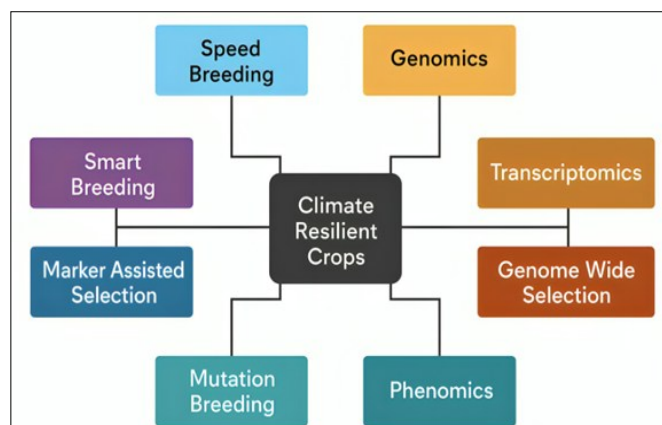 Speed
Breeding
Genomics
Smart
Breeding
Transcriptomics
Climate
Resilient
Crops
Marker Assisted
Selection
Genome Wide
Selection
Mutation
Breeding
Phenomics